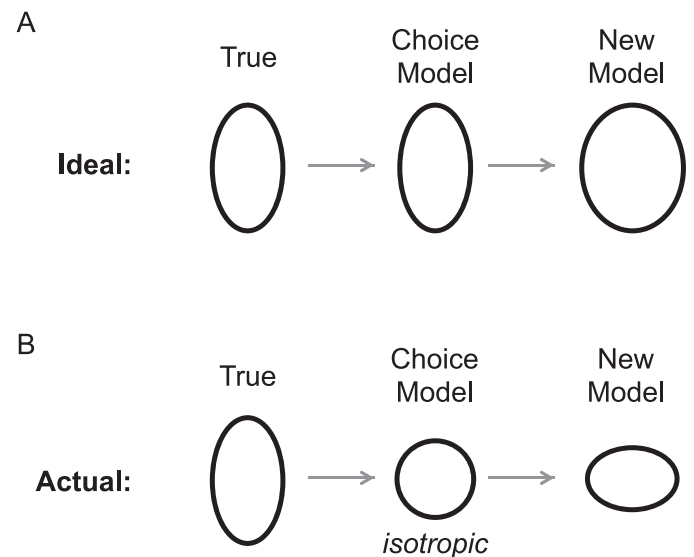 A
True
Choice
Model
New
Model
Ideal:
B
True
Choice
Model
New
Model
Actual:
isotropic